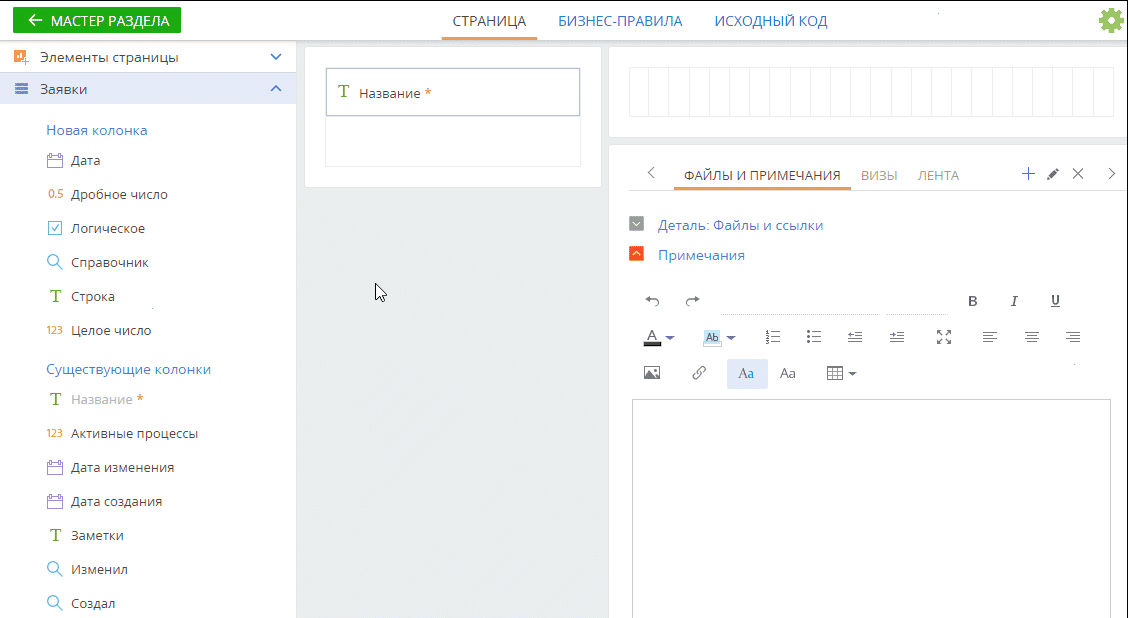 МАСТЕР РАЗДЕЛА
СТРАНИЦА БИЗНЕС-ПРАВИЛА ИСХОДНЫЙ КОД
Элементы страницы
Заявки
Новая колонка
Дата
0.5 Дробное число
Логическое
Справочник
T Строка
123 Целое число
Существующие колонки
T Название *
123 Активные процессы
Дата изменения
Дата создания
T Заметки
Изменил
Создал
T Название *
ФАЙЛЫ И ПРИМЕЧАНИЯ ВИЗЫ ЛЕНТА
Деталь: Файлы и ссылки
Примечания
B I U
A Ab
Aa Aa